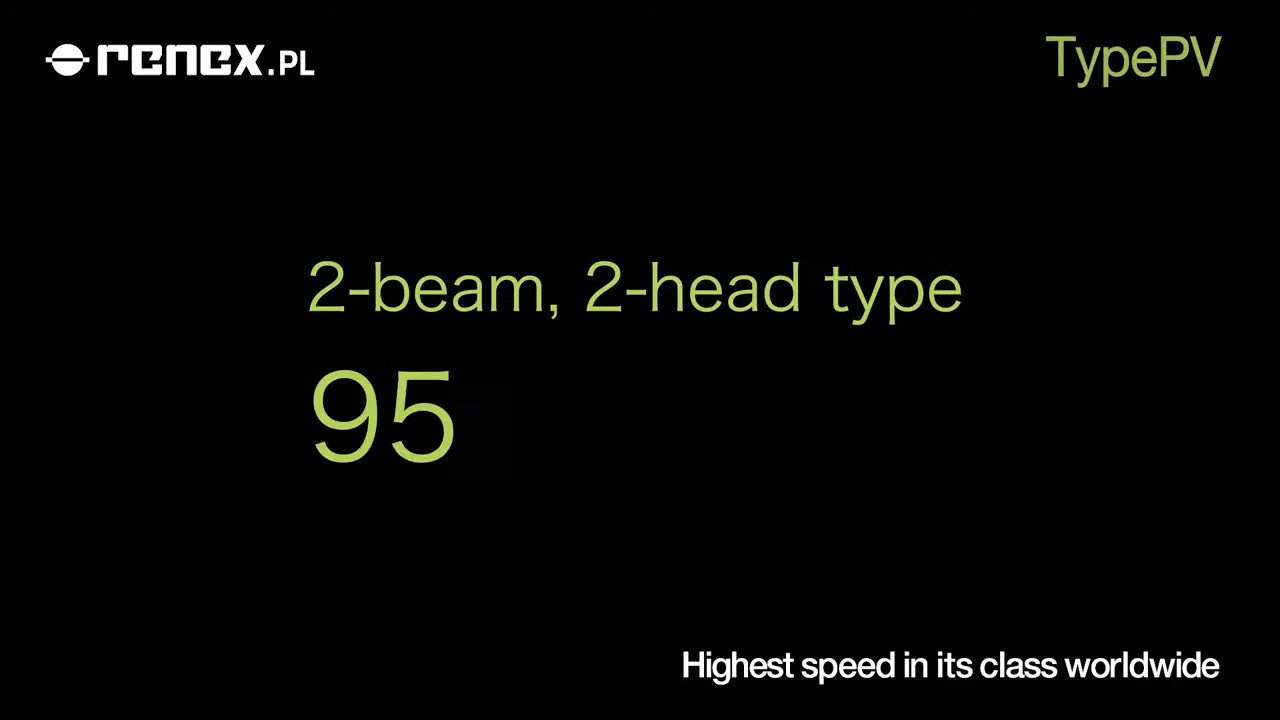 renex.PL
TypePV
2-beam, 2-head type
95
Highest speed in its class worldwide